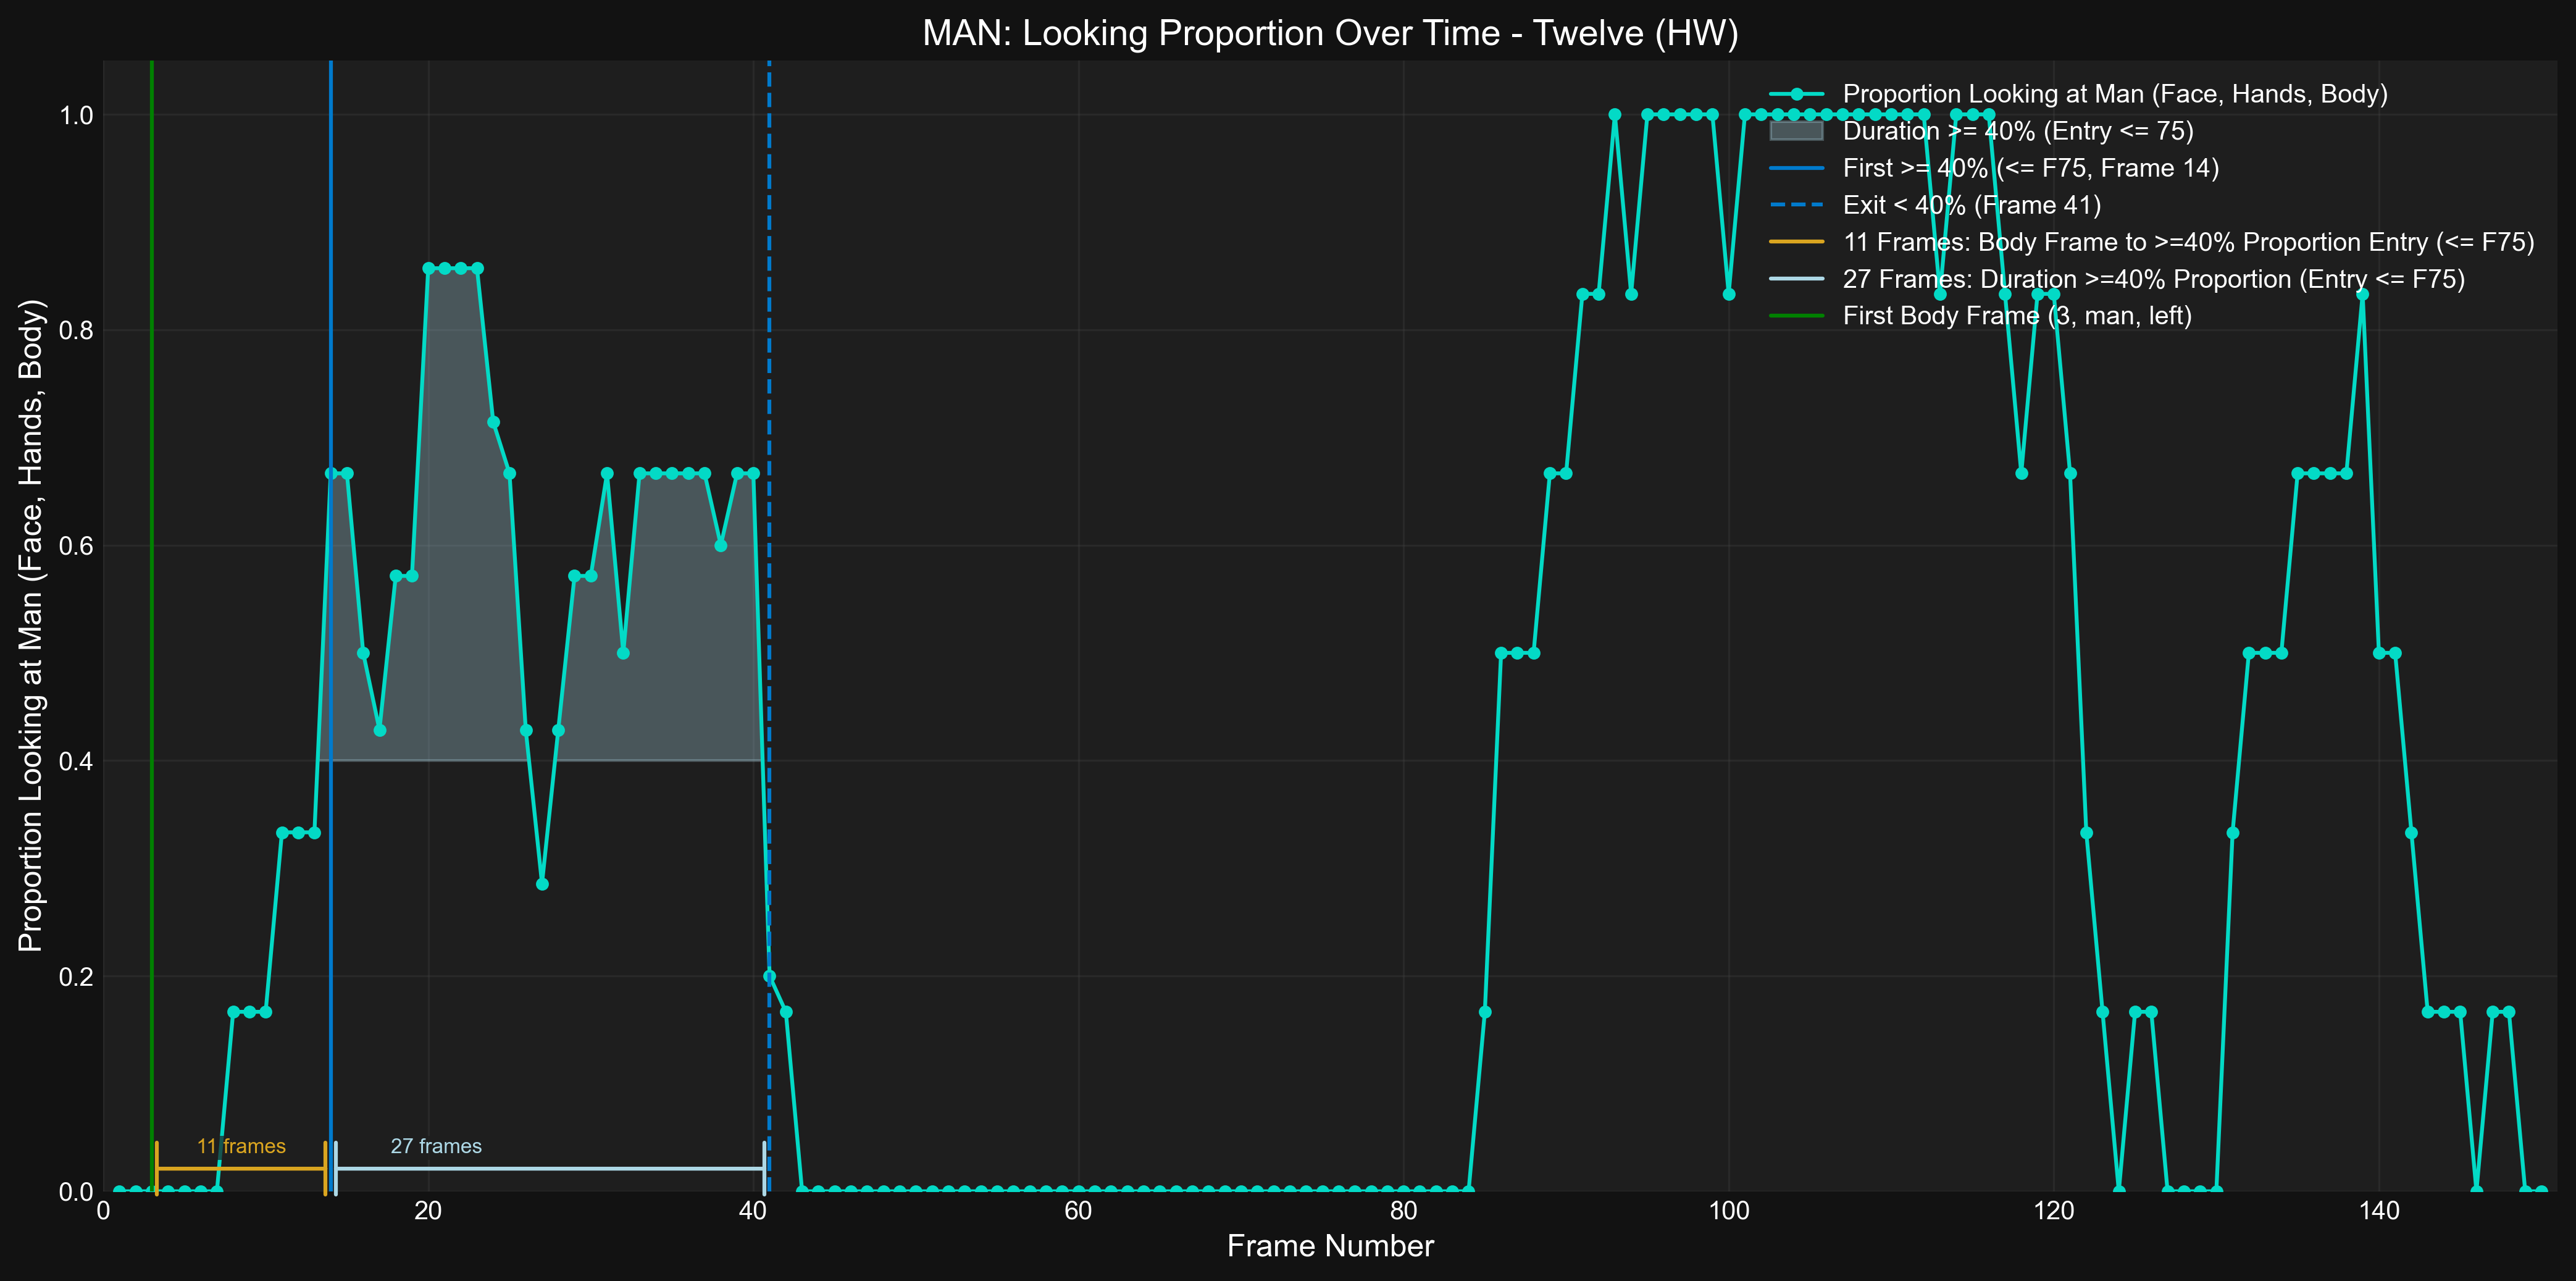 MAN: Looking Proportion Over Time - Twelve (HW)
Proportion Looking at Man (Face, Hands, Body)
1.0
0.8
0.6
0.4
0.2
0.0
Proportion Looking at Man (Face, Hands, Body)
Duration >= 40% (Entry <= 75)
First >= 40% (<= F75, Frame 14)
Exit < 40% (Frame 41)
11 Frames: Body Frame to >=40% Proportion Entry (<= F75)
27 Frames: Duration >=40% Proportion (Entry <= F75)
First Body Frame (3, man, left)
11 frames
27 frames
0 20 40 60 80 100 120 140
Frame Number